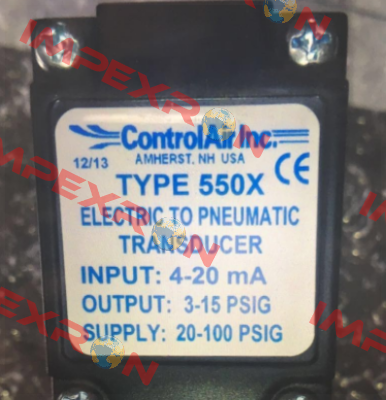 ControlAir Inc.
12/13
AMHERST, NH USA
CE
TYPE 550X
ELECTRIC TO PNEUMATIC
TRANSDUCER
INPUT: 4-20 mA
OUTPUT: 3-15 PSIG
SUPPLY: 20-100 PSIG
IMPEXRON
IMPEXRON
IMPEXRON
IMPEXRON